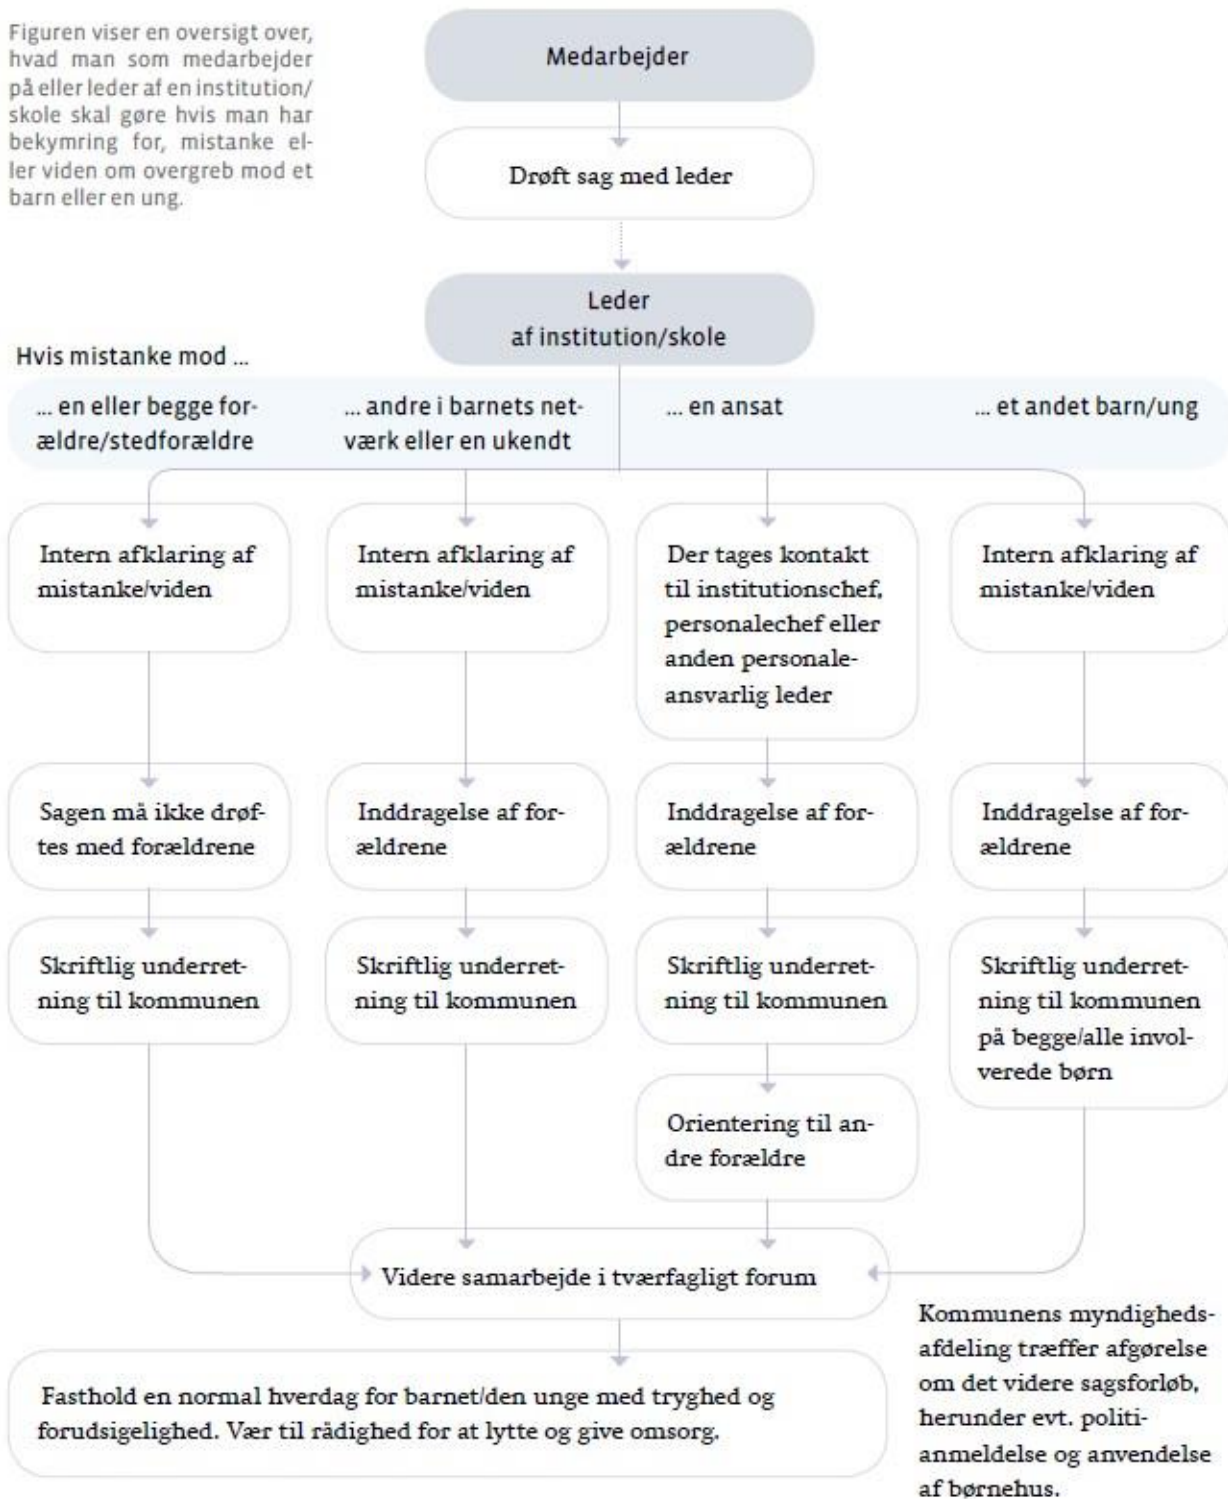 Figuren viser en oversigt over,
hvad man som medarbejder
på eller leder af en institution/
skole skal gøre hvis man har
bekymring for, mistanke el-
ler viden om overgreb mod et
barn eller en ung.
Medarbejder
Drøft sag med leder
Leder
af institution/skole
Hvis mistanke mod ...
... en eller begge for-
ældre/stedforældre
... andre i barnets net-
værk eller en ukendt
... en ansat
... et andet barn/ung
Intern afklaring af
mistanke/viden
Intern afklaring af
mistanke/viden
Der tages kontakt
til institutionschef,
personalechef eller
anden personale-
ansvarlig leder
Intern afklaring af
mistanke/viden
Sagen må ikke drøf-
tes med forældrene
Inddragelse af for-
ældrene
Inddragelse af for-
ældrene
Inddragelse af for-
ældrene
Skriftlig underret-
ning til kommunen
Skriftlig underret-
ning til kommunen
Skriftlig underret-
ning til kommunen
Skriftlig underret-
ning til kommunen
på begge/alle invol-
verede børn
Orientering til an-
dre forældre
Videre samarbejde i tværfagligt forum
Fasthold en normal hverdag for barnet/den unge med tryghed og
forudsigelighed. Vær til rådighed for at lytte og give omsorg.
Kommunens myndigheds-
afdeling træffer afgørelse
om det videre sagsforløb,
herunder evt. politi-
anmeldelse og anvendelse
af børnehus.